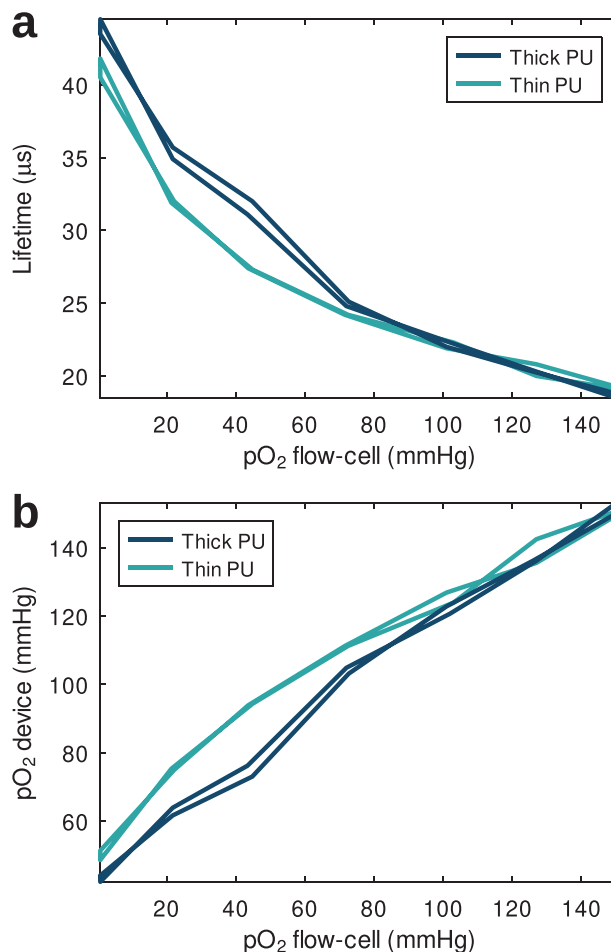 a
Thick PU
Thin PU
Lifetime (µs)
40
35
30
25
20
20 40 60 80 100 120 140
pO₂ flow-cell (mmHg)
b
Thick PU
Thin PU
pO₂ device (mmHg)
140
120
100
80
60
20 40 60 80 100 120 140
pO₂ flow-cell (mmHg)